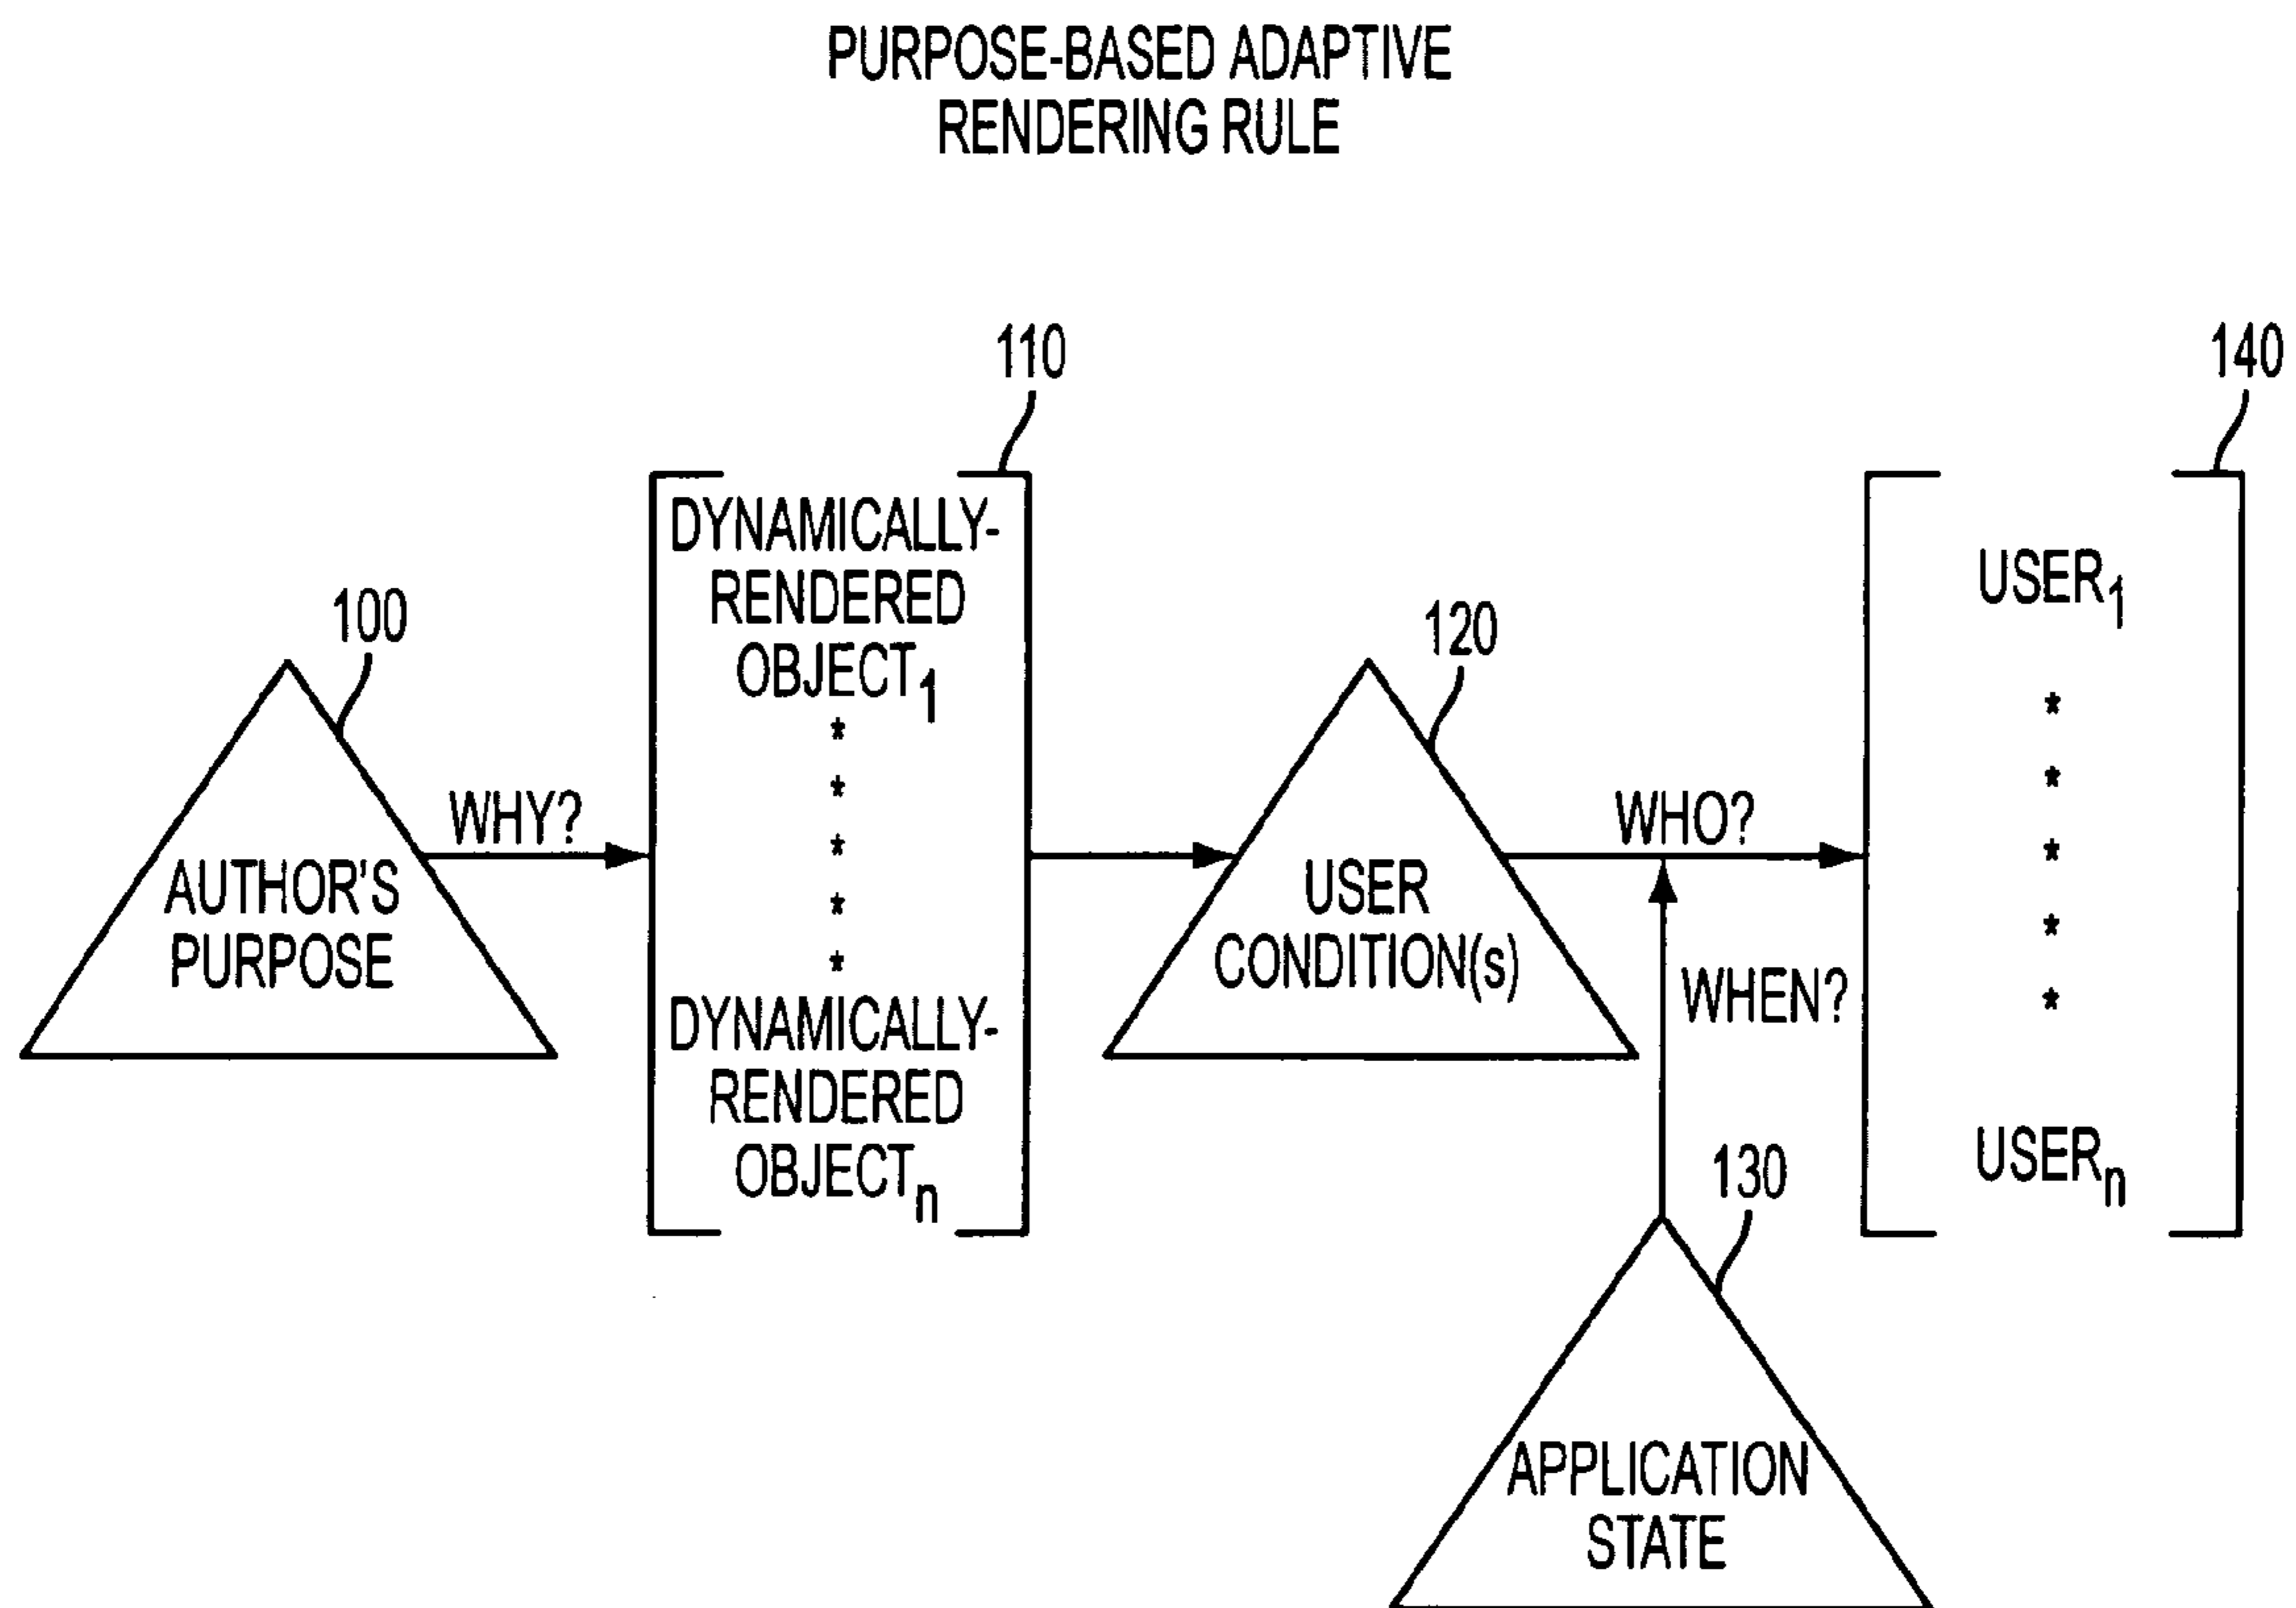 PURPOSE-BASED ADAPTIVE
RENDERING RULE
110
140
DYNAMICALLY-
RENDERED
OBJECT1
*
*
*
*
*
DYNAMICALLY-
RENDERED
OBJECTn
100
AUTHOR'S
PURPOSE
WHY?
120
USER
CONDITION(s)
WHO?
WHEN?
130
APPLICATION
STATE
USER1
*
*
*
*
*
USERn